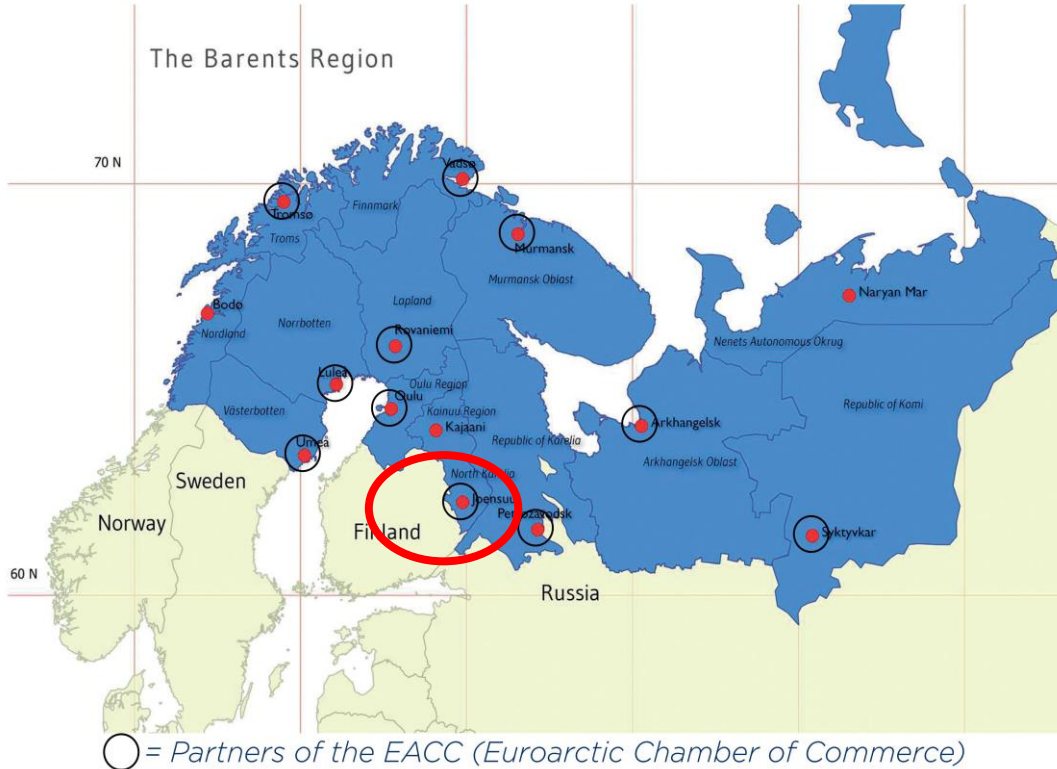 The Barents Region
70 N
Vadsø
Tromsø
Finnmark
Troms
Murmansk
Murmansk Oblast
Naryan Mar
Lapland
Bodø
Nordland
Norrbotten
Rovaniemi
Nenets Autonomous Okrug
Luleå
Oulu Region
Oulu
Kainuu Region
Västerbotten
Kajaani
Republic of Karelia
Arkhangelsk
Republic of Komi
Umeå
Arkhangelsk Oblast
North Karelia
Sweden
Joensuu
Petrozavodsk
Norway
Finland
Syktyvkar
60 N
Russia
= Partners of the EACC (Euroarctic Chamber of Commerce)